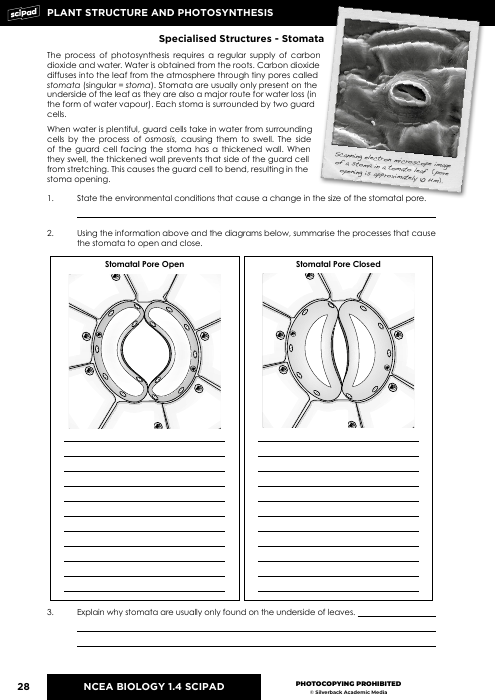 scipad PLANT STRUCTURE AND PHOTOSYNTHESIS
Specialised Structures - Stomata
The process of photosynthesis requires a regular supply of carbon
dioxide and water. Water is obtained from the roots. Carbon dioxide
diffuses into the leaf from the atmosphere through tiny pores called
stomata (singular = stoma). Stomata are usually only present on the
underside of the leaf as they are also a major route for water loss (in
the form of water vapour). Each stoma is surrounded by two guard
cells.
When water is plentiful, guard cells take in water from surrounding
cells by the process of osmosis, causing them to swell. The side
of the guard cell facing the stoma has a thickened wall. When
they swell, the thickened wall prevents that side of the guard cell
from stretching. This causes the guard cell to bend, resulting in the
stoma opening.
Scanning electron microscope image
of a stoma in a tomato leaf (pore
opening is approximately 10 µm).
1. State the environmental conditions that cause a change in the size of the stomatal pore.
2. Using the information above and the diagrams below, summarise the processes that cause
the stomata to open and close.
Stomatal Pore Open
Stomatal Pore Closed
3. Explain why stomata are usually only found on the underside of leaves.
28
NCEA BIOLOGY 1.4 SCIPAD
PHOTOCOPYING PROHIBITED
© Silverback Academic Media